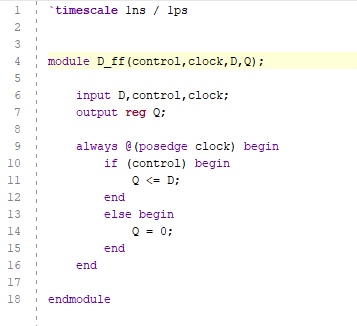 1 `timescale 1ns / 1ps
2
3
4 module D_ff(control,clock,D,Q);
5
6 input D,control,clock;
7 output reg Q;
8
9 always @(posedge clock) begin
10 if (control) begin
11 Q <= D;
12 end
13 else begin
14 Q = 0;
15 end
16 end
17
18 endmodule